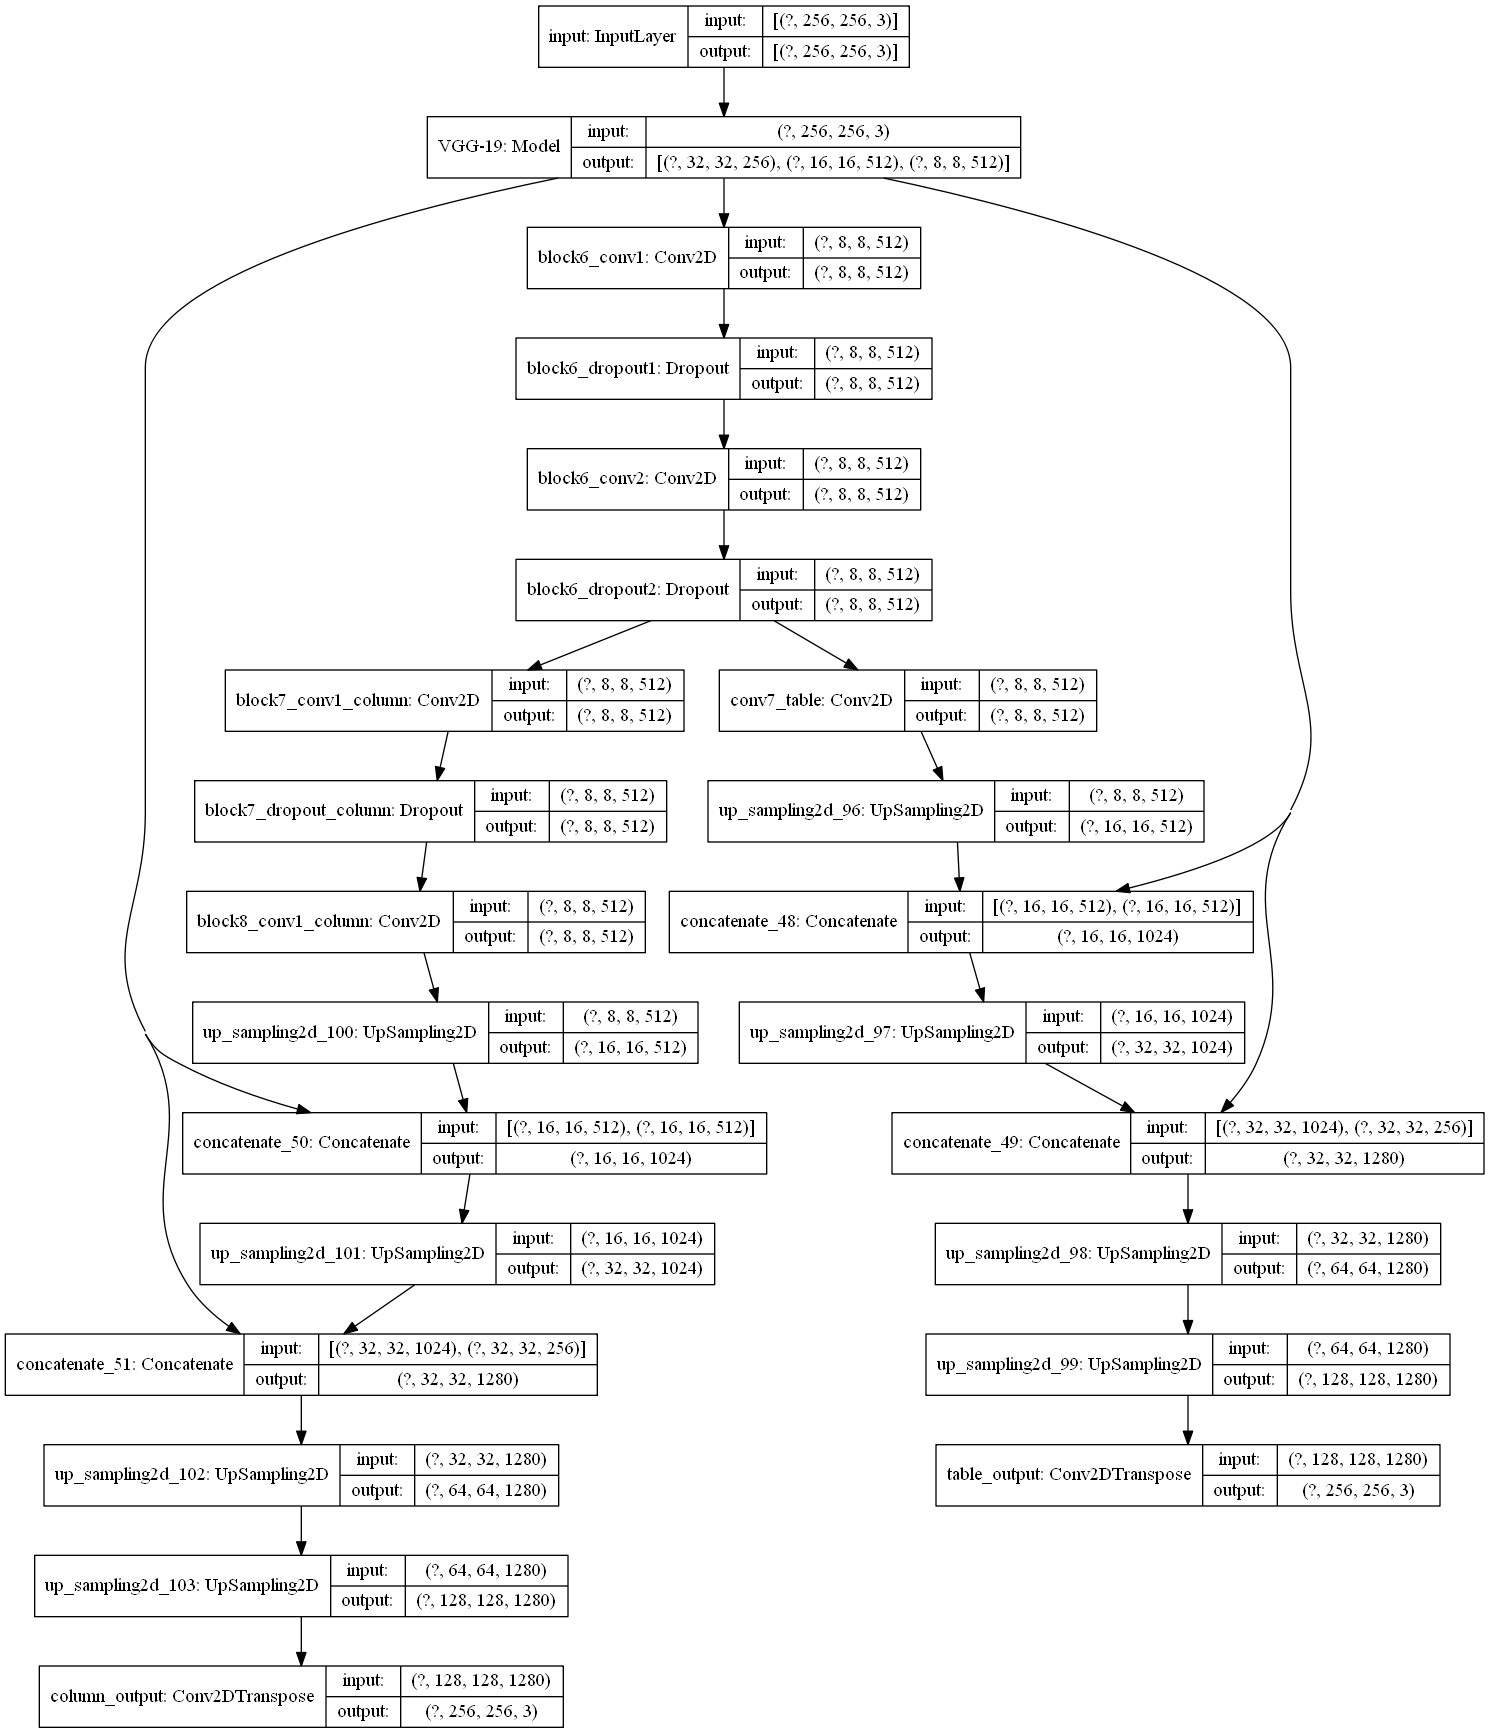 input: InputLayer
input:
[(?, 256, 256, 3)]
output:
[(?, 256, 256, 3)]
VGG-19: Model
input:
(?, 256, 256, 3)
output:
[(?, 32, 32, 256), (?, 16, 16, 512), (?, 8, 8, 512)]
block6_conv1: Conv2D
input:
(?, 8, 8, 512)
output:
(?, 8, 8, 512)
block6_dropout1: Dropout
input:
(?, 8, 8, 512)
output:
(?, 8, 8, 512)
block6_conv2: Conv2D
input:
(?, 8, 8, 512)
output:
(?, 8, 8, 512)
block6_dropout2: Dropout
input:
(?, 8, 8, 512)
output:
(?, 8, 8, 512)
block7_conv1_column: Conv2D
input:
(?, 8, 8, 512)
output:
(?, 8, 8, 512)
conv7_table: Conv2D
input:
(?, 8, 8, 512)
output:
(?, 8, 8, 512)
block7_dropout_column: Dropout
input:
(?, 8, 8, 512)
output:
(?, 8, 8, 512)
up_sampling2d_96: UpSampling2D
input:
(?, 8, 8, 512)
output:
(?, 16, 16, 512)
block8_conv1_column: Conv2D
input:
(?, 8, 8, 512)
output:
(?, 8, 8, 512)
concatenate_48: Concatenate
input:
[(?, 16, 16, 512), (?, 16, 16, 512)]
output:
(?, 16, 16, 1024)
up_sampling2d_100: UpSampling2D
input:
(?, 8, 8, 512)
output:
(?, 16, 16, 512)
up_sampling2d_97: UpSampling2D
input:
(?, 16, 16, 1024)
output:
(?, 32, 32, 1024)
concatenate_50: Concatenate
input:
[(?, 16, 16, 512), (?, 16, 16, 512)]
output:
(?, 16, 16, 1024)
concatenate_49: Concatenate
input:
[(?, 32, 32, 1024), (?, 32, 32, 256)]
output:
(?, 32, 32, 1280)
up_sampling2d_101: UpSampling2D
input:
(?, 16, 16, 1024)
output:
(?, 32, 32, 1024)
up_sampling2d_98: UpSampling2D
input:
(?, 32, 32, 1280)
output:
(?, 64, 64, 1280)
concatenate_51: Concatenate
input:
[(?, 32, 32, 1024), (?, 32, 32, 256)]
output:
(?, 32, 32, 1280)
up_sampling2d_99: UpSampling2D
input:
(?, 64, 64, 1280)
output:
(?, 128, 128, 1280)
up_sampling2d_102: UpSampling2D
input:
(?, 32, 32, 1280)
output:
(?, 64, 64, 1280)
table_output: Conv2DTranspose
input:
(?, 128, 128, 1280)
output:
(?, 256, 256, 3)
up_sampling2d_103: UpSampling2D
input:
(?, 64, 64, 1280)
output:
(?, 128, 128, 1280)
column_output: Conv2DTranspose
input:
(?, 128, 128, 1280)
output:
(?, 256, 256, 3)